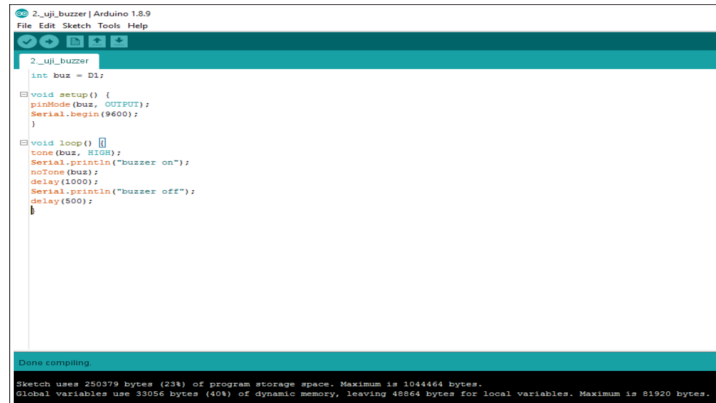 2._uji_buzzer | Arduino 1.8.9
File Edit Sketch Tools Help
2._uji_buzzer
int buz = D1;
void setup() {
pinMode(buz, OUTPUT);
Serial.begin(9600);
}
void loop() {
tone(buz, HIGH);
Serial.println("buzzer on");
noTone(buz);
delay(1000);
Serial.println("buzzer off");
delay(500);
}
Done compiling.
Sketch uses 250379 bytes (23%) of program storage space. Maximum is 1044464 bytes.
Global variables use 33056 bytes (40%) of dynamic memory, leaving 48864 bytes for local variables. Maximum is 81920 bytes.